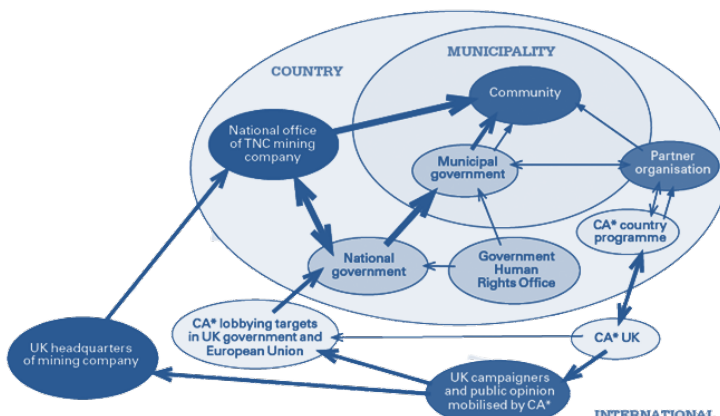 MUNICIPALITY
COUNTRY
Community
National office
of TNC mining
company
Municipal
government
Partner
organisation
CA* country
programme
National
government
Government
Human
Rights Office
CA* lobbying targets
in UK government and
European Union
CA* UK
UK headquarters
of mining company
UK campaigners
and public opinion
mobilised by CA*
INTERNATIONAL